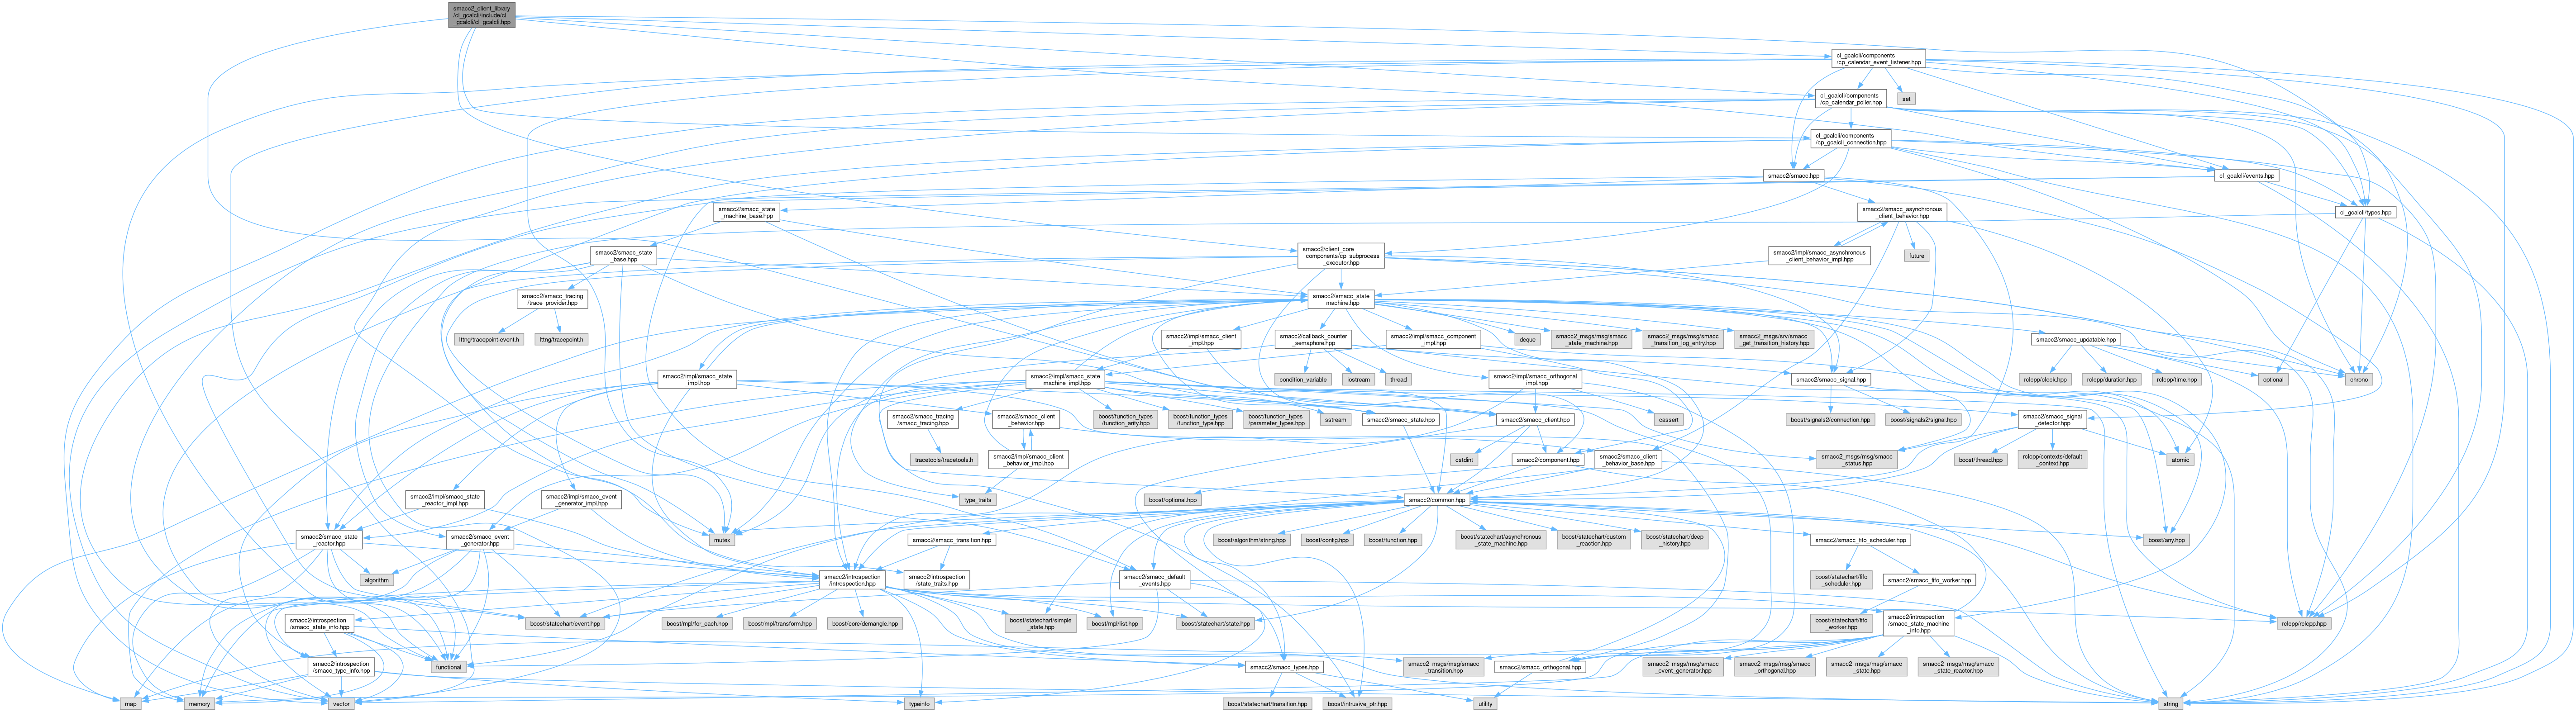 smacc2_client_library
/cl_gcalcli/include/cl
_gcalcli/cl_gcalcli.hpp
cl_gcalcli/components
/cp_calendar_event_listener.hpp
cl_gcalcli/components
/cp_calendar_poller.hpp
set
cl_gcalcli/components
/cp_gcalcli_connection.hpp
smacc2/smacc.hpp
cl_gcalcli/events.hpp
smacc2/smacc_state
_machine_base.hpp
smacc2/smacc_asynchronous
_client_behavior.hpp
cl_gcalcli/types.hpp
smacc2/smacc_state
_base.hpp
smacc2/client_core
_components/cp_subprocess
_executor.hpp
smacc2/impl/smacc_asynchronous
_client_behavior_impl.hpp
future
smacc2/smacc_tracing
/trace_provider.hpp
smacc2/smacc_state
_machine.hpp
lttng/tracepoint-event.h
lttng/tracepoint.h
smacc2/impl/smacc_client
_impl.hpp
smacc2/callback_counter
_semaphore.hpp
smacc2/impl/smacc_component
_impl.hpp
deque
smacc2_msgs/msg/smacc
_state_machine.hpp
smacc2_msgs/msg/smacc
_transition_log_entry.hpp
smacc2_msgs/srv/smacc
_get_transition_history.hpp
smacc2/smacc_updatable.hpp
smacc2/impl/smacc_state
_impl.hpp
smacc2/impl/smacc_state
_machine_impl.hpp
condition_variable
iostream
thread
smacc2/impl/smacc_orthogonal
_impl.hpp
smacc2/smacc_signal.hpp
rclcpp/clock.hpp
rclcpp/duration.hpp
rclcpp/time.hpp
optional
chrono
smacc2/smacc_tracing
/smacc_tracing.hpp
smacc2/smacc_client
_behavior.hpp
boost/function_types
/function_arity.hpp
boost/function_types
/function_type.hpp
boost/function_types
/parameter_types.hpp
sstream
smacc2/smacc_state.hpp
smacc2/smacc_client.hpp
cassert
boost/signals2/connection.hpp
boost/signals2/signal.hpp
smacc2/smacc_signal
_detector.hpp
tracetools/tracetools.h
smacc2/impl/smacc_client
_behavior_impl.hpp
cstdint
smacc2/component.hpp
smacc2/smacc_client
_behavior_base.hpp
smacc2_msgs/msg/smacc
_status.hpp
boost/thread.hpp
rclcpp/contexts/default
_context.hpp
atomic
smacc2/impl/smacc_state
_reactor_impl.hpp
smacc2/impl/smacc_event
_generator_impl.hpp
type_traits
boost/optional.hpp
smacc2/common.hpp
smacc2/smacc_state
_reactor.hpp
smacc2/smacc_event
_generator.hpp
mutex
smacc2/smacc_transition.hpp
boost/algorithm/string.hpp
boost/config.hpp
boost/function.hpp
boost/statechart/asynchronous
_state_machine.hpp
boost/statechart/custom
_reaction.hpp
boost/statechart/deep
_history.hpp
smacc2/smacc_fifo_scheduler.hpp
boost/any.hpp
algorithm
smacc2/introspection
/introspection.hpp
smacc2/introspection
/state_traits.hpp
smacc2/smacc_default
_events.hpp
boost/statechart/fifo
_scheduler.hpp
smacc2/smacc_fifo_worker.hpp
smacc2/introspection
/smacc_state_info.hpp
boost/statechart/event.hpp
boost/mpl/for_each.hpp
boost/mpl/transform.hpp
boost/core/demangle.hpp
boost/statechart/simple
_state.hpp
boost/mpl/list.hpp
boost/statechart/state.hpp
boost/statechart/fifo
_worker.hpp
smacc2/introspection
/smacc_state_machine
_info.hpp
rclcpp/rclcpp.hpp
smacc2/introspection
/smacc_type_info.hpp
functional
smacc2/smacc_types.hpp
smacc2_msgs/msg/smacc
_transition.hpp
smacc2/smacc_orthogonal.hpp
smacc2_msgs/msg/smacc
_event_generator.hpp
smacc2_msgs/msg/smacc
_orthogonal.hpp
smacc2_msgs/msg/smacc
_state.hpp
smacc2_msgs/msg/smacc
_state_reactor.hpp
map
memory
vector
typeinfo
boost/statechart/transition.hpp
boost/intrusive_ptr.hpp
utility
string